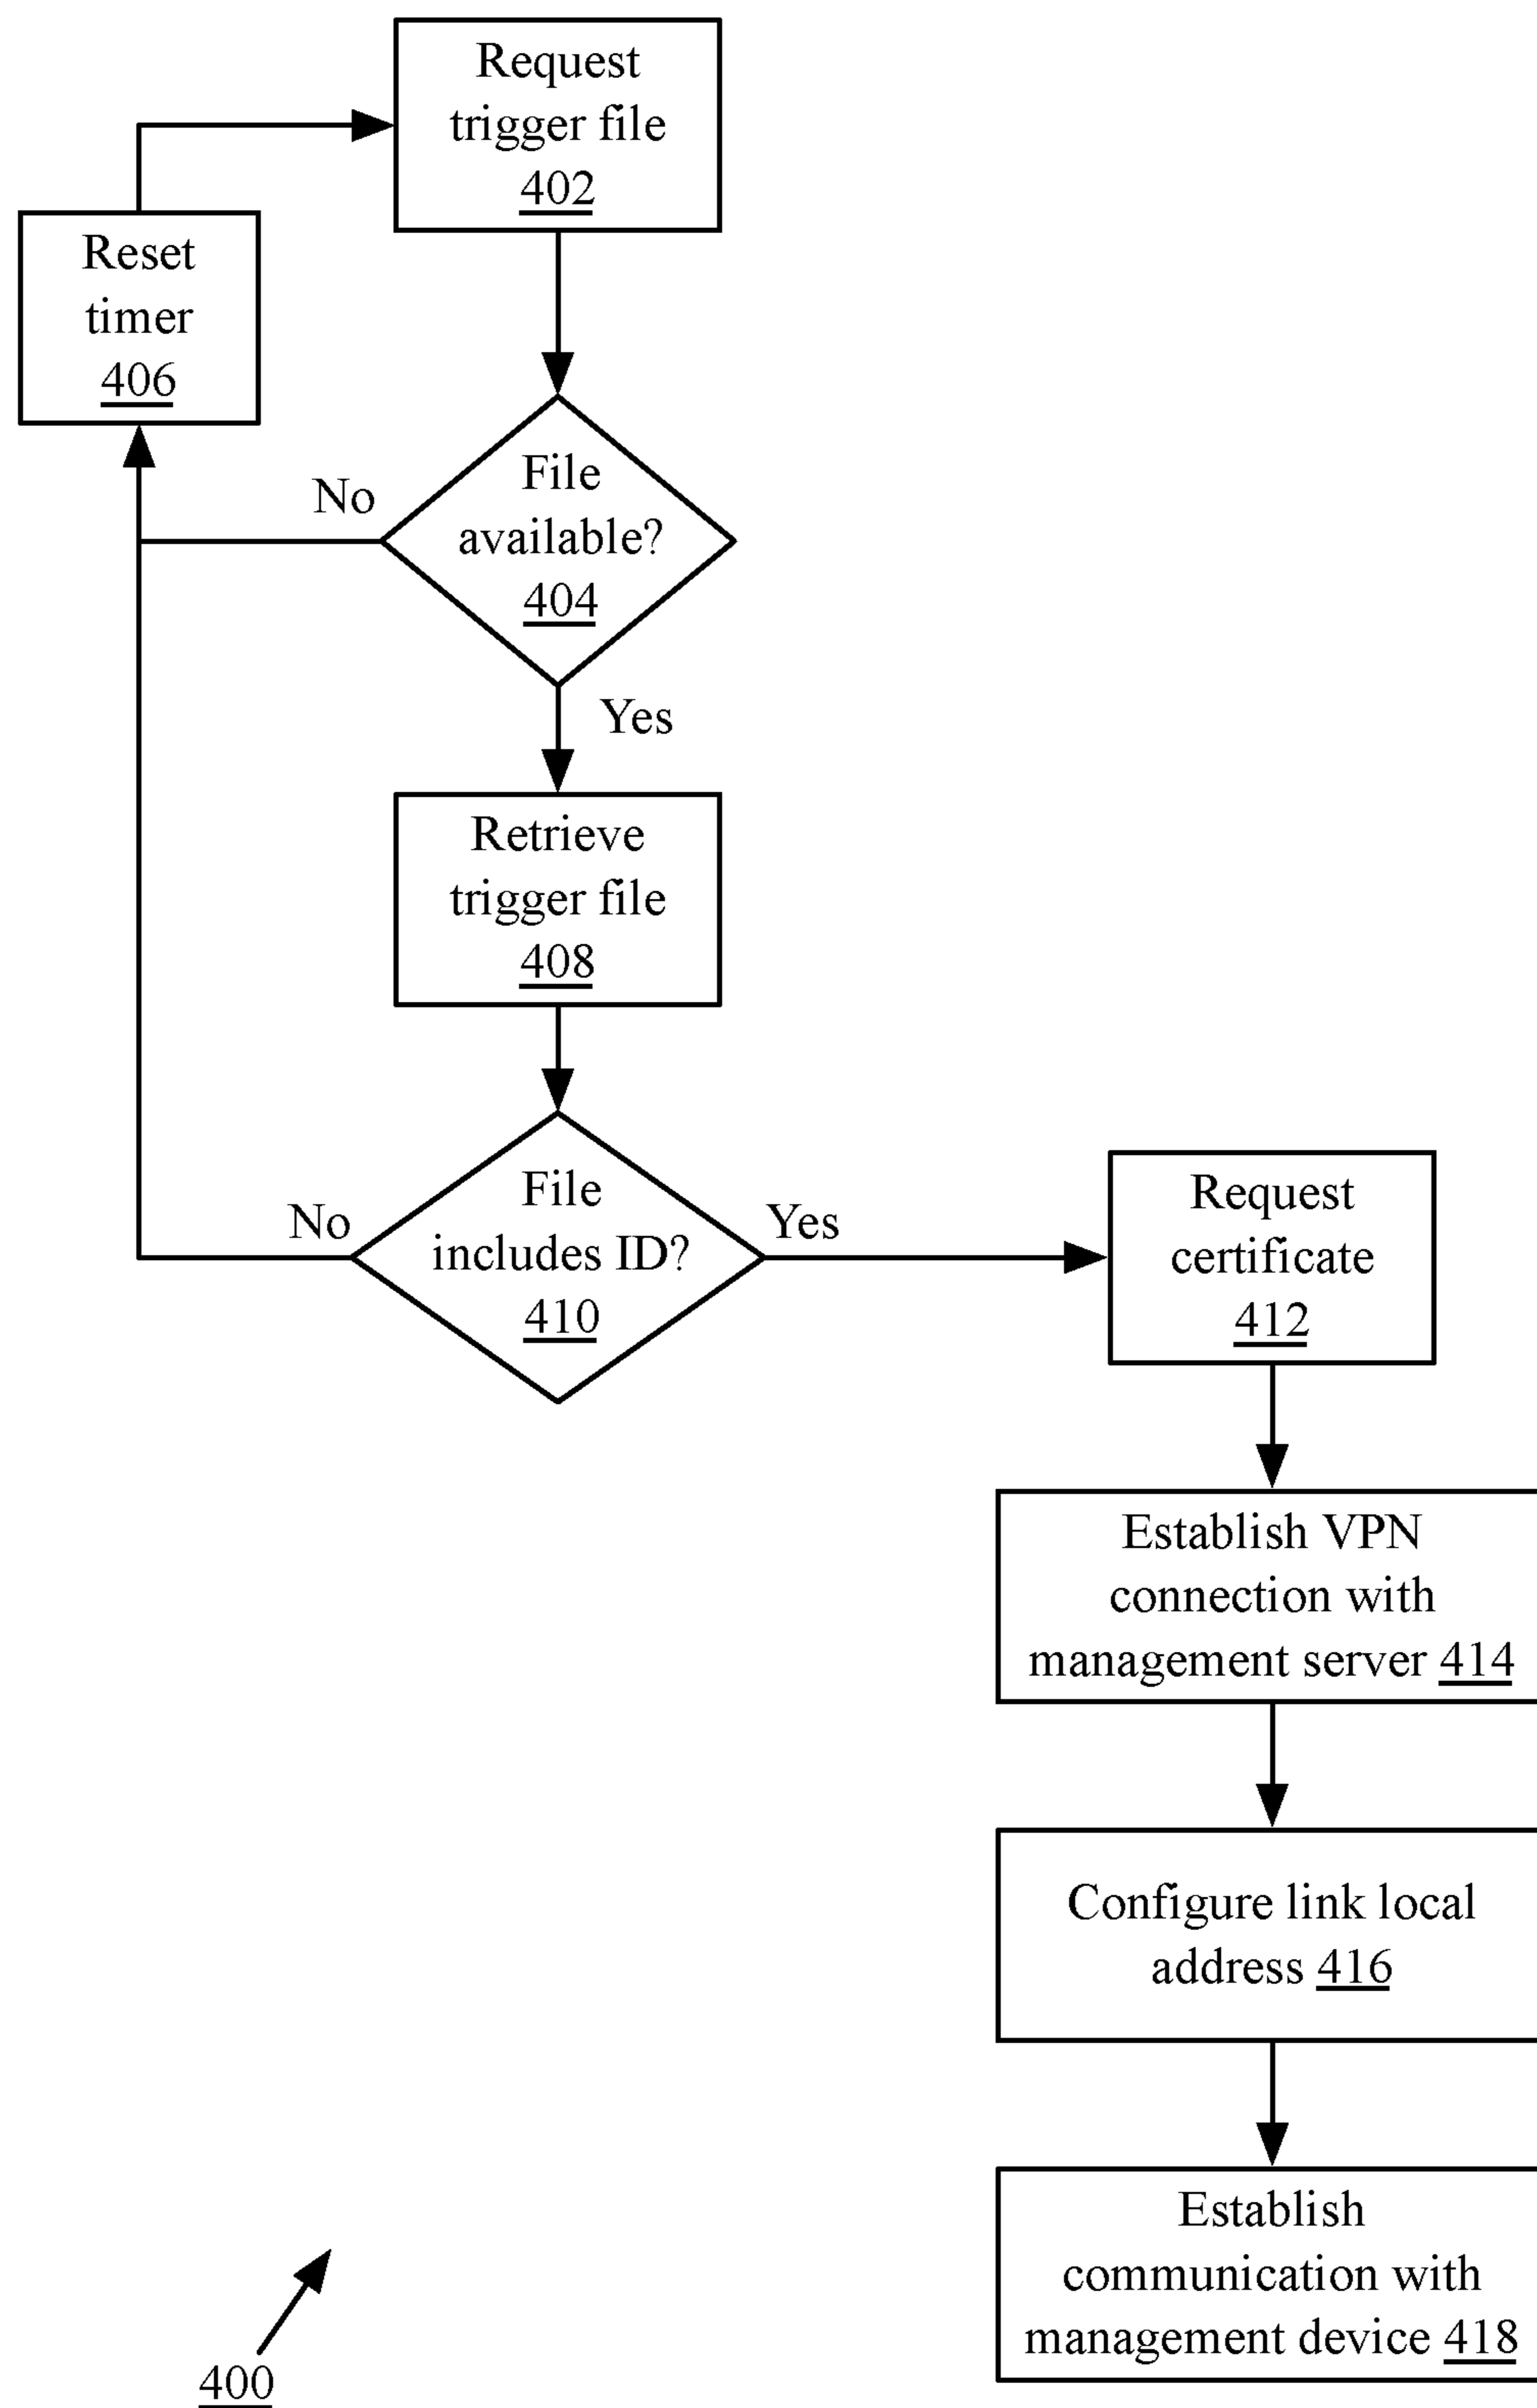 Request
trigger file
402
Reset
timer
406
File
available?
404
No
Yes
Retrieve
trigger file
408
File
includes ID?
410
No
Yes
Request
certificate
412
Establish VPN
connection with
management server 414
Configure link local
address 416
Establish
communication with
management device 418
400